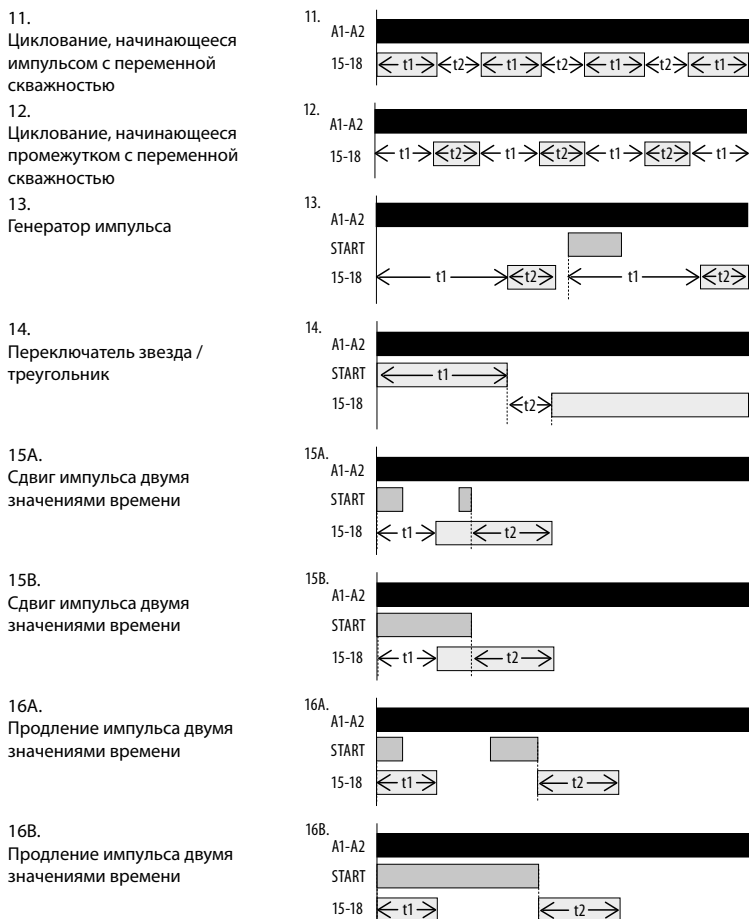 11.
Циклование, начинающееся
импульсом с переменной
скважностью
11.
A1-A2
15-18
t1 t2 t1 t2 t1 t2 t1
12.
Циклование, начинающееся
промежутком с переменной
скважностью
12.
A1-A2
15-18
t1 t2 t1 t2 t1 t2 t1
13.
Генератор импульса
13.
A1-A2
START
15-18
t1 t2 t1 t2
14.
Переключатель звезда /
треугольник
14.
A1-A2
START
t1
15-18
t2
15A.
Сдвиг импульса двумя
значениями времени
15A.
A1-A2
START
15-18
t1 t2
15B.
Сдвиг импульса двумя
значениями времени
15B.
A1-A2
START
15-18
t1 t2
16A.
Продление импульса двумя
значениями времени
16A.
A1-A2
START
15-18
t1 t2
16B.
Продление импульса двумя
значениями времени
16B.
A1-A2
START
15-18
t1 t2